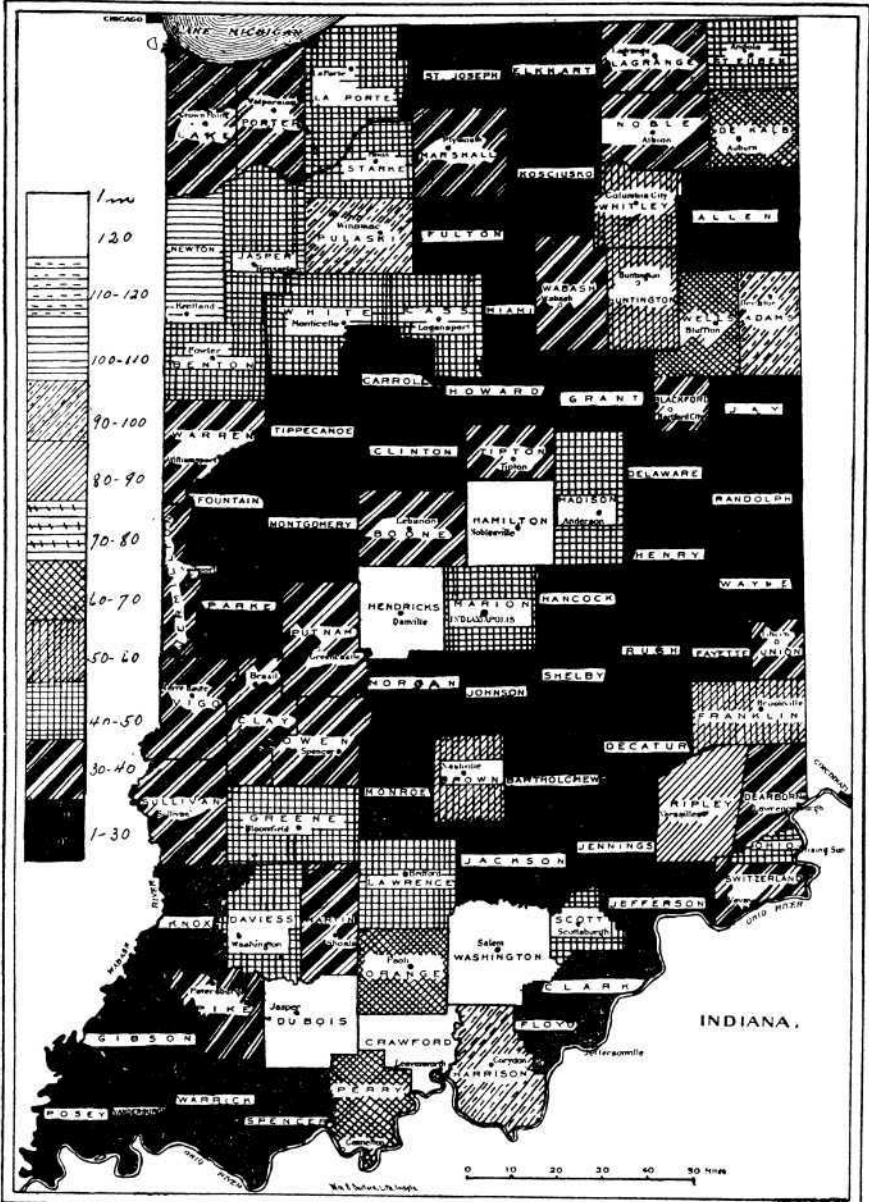 CHICAGO
LAKE MICHIGAN
LaPorte
LA PORTE
ST. JOSEPH
ELKHART
Lagrange
LAGRANGE
Angola
STEUBEN
Crown Point
LAKE
Valparaiso
PORTER
STARKE
Plymouth
MARSHALL
KOSCIUSKO
NOBLE
Albion
DE KALB
Auburn
1m
120
110-120
100-110
90-100
80-90
70-80
60-70
50-60
40-50
30-40
1-30
NEWTON
Kentland
JASPER
Rensselaer
Winamac
PULASKI
FULTON
Columbia City
WHITLEY
ALLEN
WHITE
Monticello
CASS
Logansport
MIAMI
WABASH
Wabash
Huntington
HUNTINGTON
WELLS
Bluffton
Decatur
ADAMS
Fowler
BENTON
CARROLL
HOWARD
GRANT
BLACKFORD
Hartford City
JAY
WARREN
Williamsport
TIPPECANOE
CLINTON
TIPTON
Tipton
DELAWARE
FOUNTAIN
MONTGOMERY
Lebanon
BOONE
HAMILTON
Noblesville
MADISON
Anderson
RANDOLPH
HENRY
PARKE
HENDRICKS
Danville
MARION
INDIANAPOLIS
HANCOCK
WAYNE
PUTNAM
Greencastle
RUSH
FAYETTE
UNION
Terre Haute
VIGO
Brazil
CLAY
MORGAN
JOHNSON
SHELBY
OWEN
Spencer
Brookville
FRANKLIN
DECATUR
SULLIVAN
Sullivan
MONROE
Nashville
BROWN
BARTHOLOMEW
RIPLEY
Versailles
DEARBORN
Lawrenceburgh
CINCINNATI
GREENE
Bloomfield
JACKSON
JENNINGS
OHIO
Rising Sun
SWITZERLAND
Vevay
Bedford
LAWRENCE
JEFFERSON
OHIO RIVER
WABASH RIVER
KNOX
DAVIESS
Washington
MARTIN
Shoals
SCOTT
Scottsburgh
Paoli
ORANGE
Salem
WASHINGTON
Petersburg
PIKE
Jasper
DUBOIS
CLARK
GIBSON
CRAWFORD
Leavenworth
FLOYD
Jeffersonville
INDIANA.
Corydon
HARRISON
POSEY
VANDERBURG
WARRICK
SPENCER
PERRY
Cannelton
OHIO RIVER
0 10 20 30 50 Miles